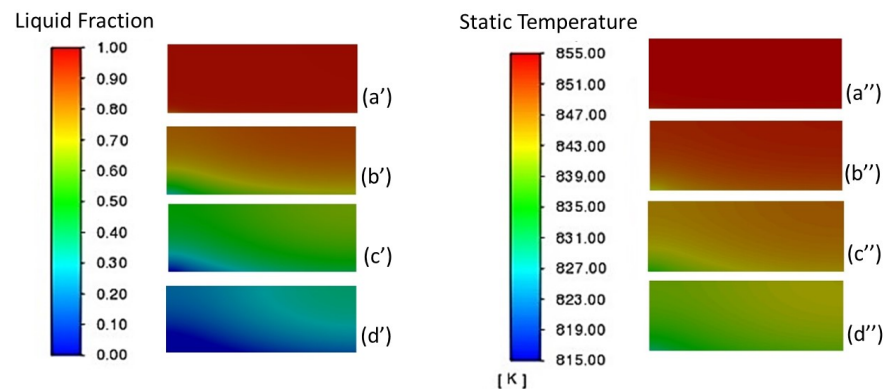 Liquid Fraction
1.00
0.90
0.80
0.70
0.60
0.50
0.40
0.30
0.20
0.10
0.00
(a’)
(b’)
(c’)
(d’)
Static Temperature
855.00
851.00
847.00
843.00
839.00
835.00
831.00
827.00
823.00
819.00
815.00
[ K ]
(a’’)
(b’’)
(c’’)
(d’’)